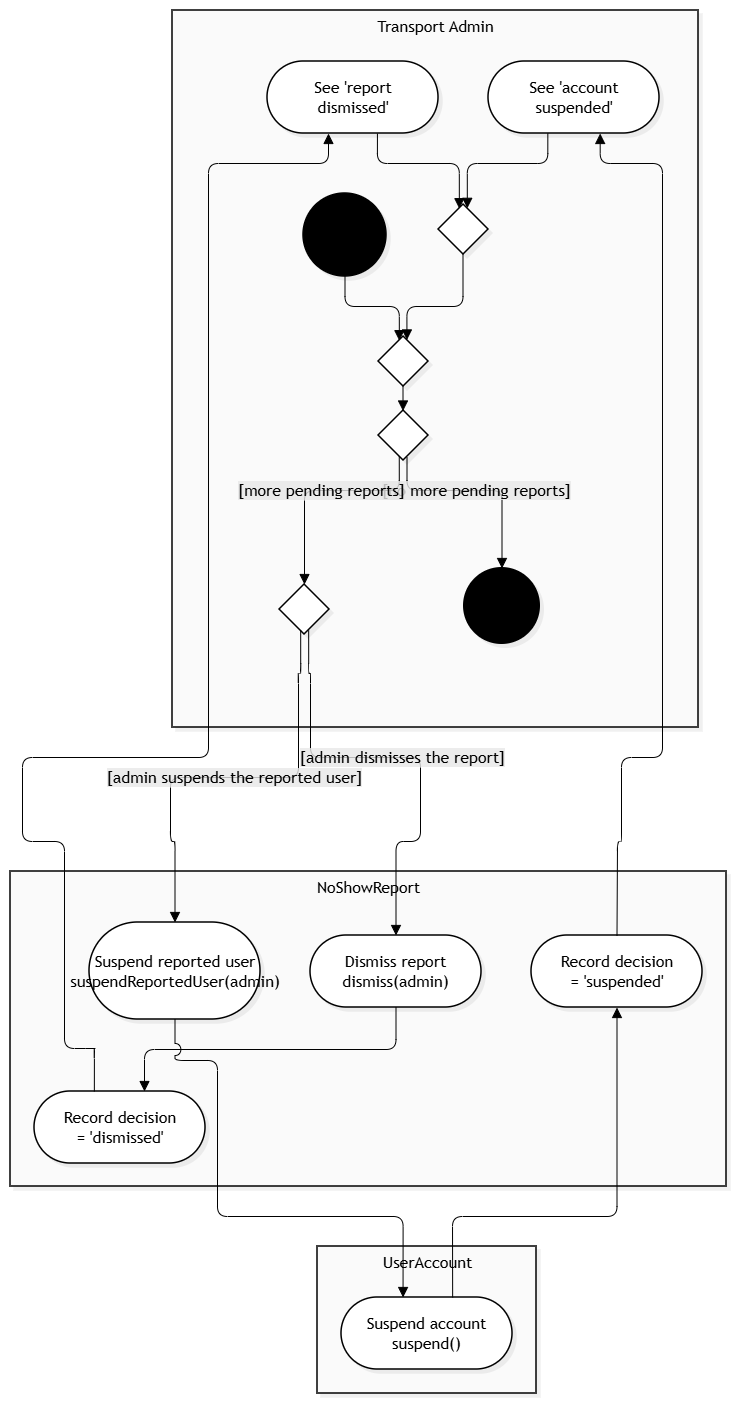 Transport Admin
See 'report
dismissed'
See 'account
suspended'
[more pending reports]
more pending reports]
[admin dismisses the report]
[admin suspends the reported user]
NoShowReport
Suspend reported user
suspendReportedUser(admin)
Dismiss report
dismiss(admin)
Record decision
= 'suspended'
Record decision
= 'dismissed'
UserAccount
Suspend account
suspend()